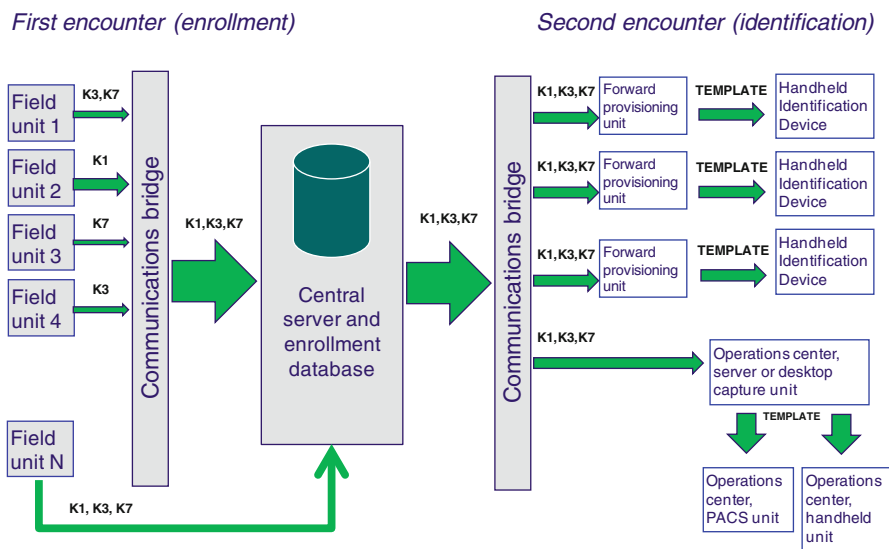 First encounter (enrollment)
Second encounter (identification)
Field
unit 1
K3,K7
Field
unit 2
K1
Field
unit 3
K7
Field
unit 4
K3
Field
unit N
K1, K3, K7
Communications bridge
K1,K3,K7
Central
server and
enrollment
database
K1,K3,K7
Communications bridge
K1,K3,K7
Forward
provisioning
unit
TEMPLATE
Handheld
Identification
Device
K1,K3,K7
Forward
provisioning
unit
TEMPLATE
Handheld
Identification
Device
K1,K3,K7
Forward
provisioning
unit
TEMPLATE
Handheld
Identification
Device
K1,K3,K7
Operations center,
server or desktop
capture unit
TEMPLATE
Operations
center,
PACS unit
Operations
center,
handheld
unit